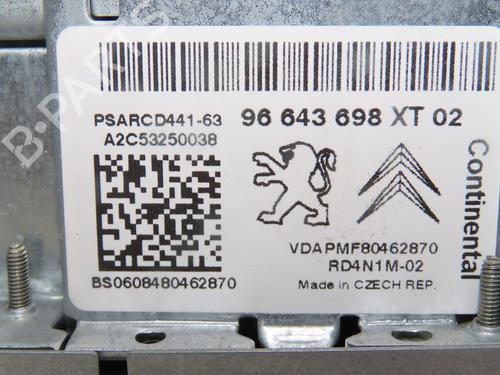 PSARCD441-63
96 643 698 XT 02
A2C53250038
Continental
VDAPMF80462870
RD4N1M-02
BS0608480462870
Made in CZECH REP.
B-PARTS